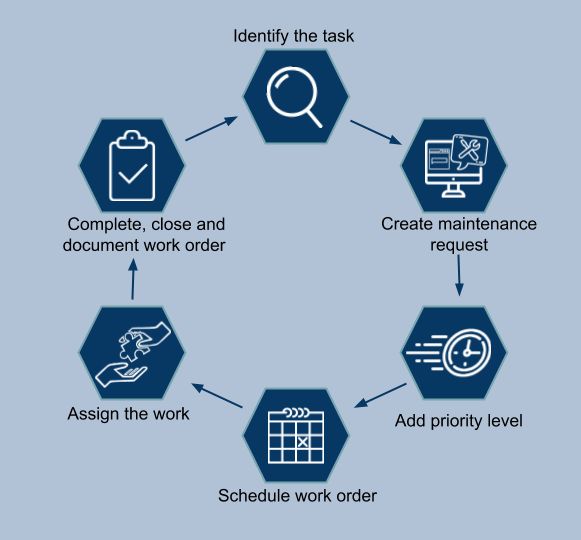 Identify the task
Create maintenance
request
Add priority level
Schedule work order
Assign the work
Complete, close and
document work order